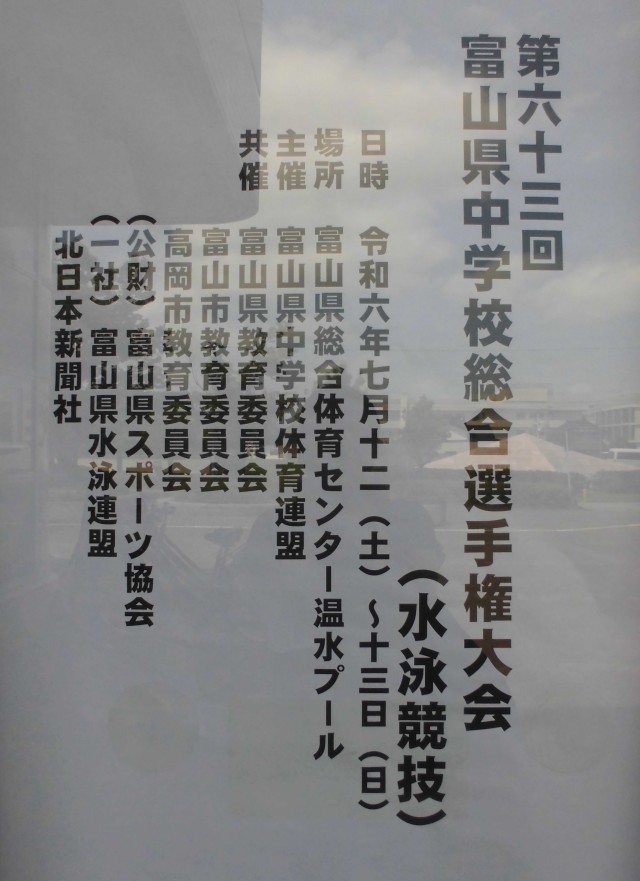 第六十三回
富山県中学校総合選手権大会
（水泳競技）
日時　令和六年七月十二（土）～十三日（日）
場所　富山県総合体育センター温水プール
主催　富山県中学校体育連盟
共催　富山県教育委員会
富山市教育委員会
高岡市教育委員会
（公財）富山県スポーツ協会
（一社）富山県水泳連盟
北日本新聞社